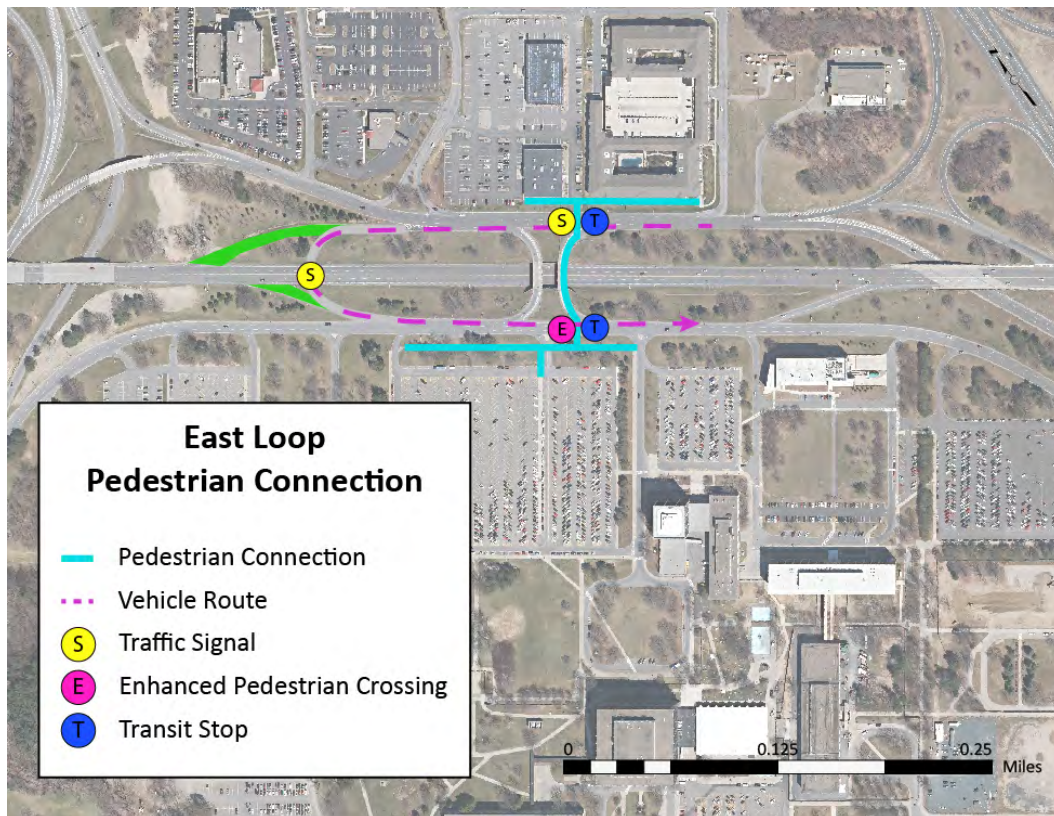 S
T
S
E
T
East Loop
Pedestrian Connection
Pedestrian Connection
Vehicle Route
S Traffic Signal
E Enhanced Pedestrian Crossing
T Transit Stop
0 0.125 0.25
Miles